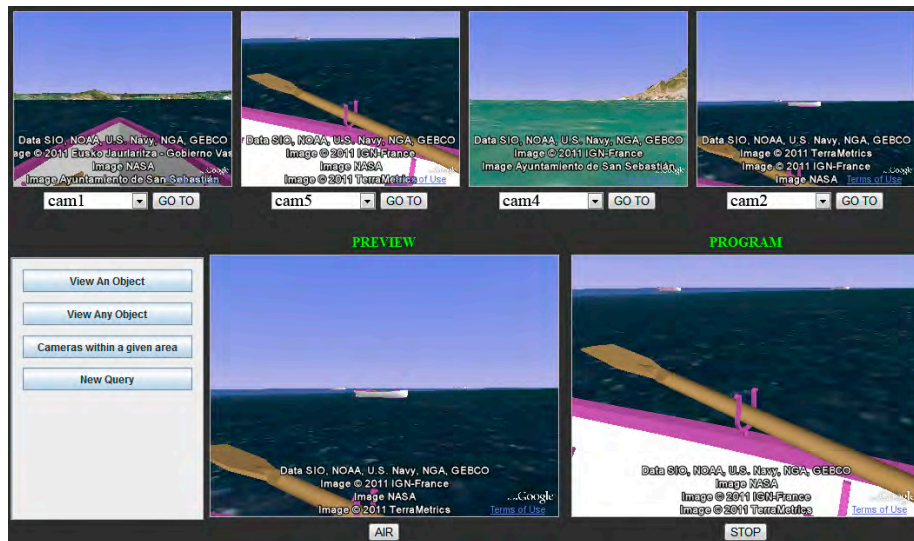 Data SIO, NOAA, U.S. Navy, NGA, GEBCO
age © 2011 Eusko Jaurlaritza - Gobierno Vas
Image NASA
Image Ayuntamiento de San Sebastián
cam1 GO TO
Data SIO, NOAA, U.S. Navy, NGA, GEBCO
Image © 2011 IGN-France
Image NASA
Image © 2011 TerraMetrics
Terms of Use
cam5 GO TO
Data SIO, NOAA, U.S. Navy, NGA, GEBCO
Image © 2011 IGN-France
Image Ayuntamiento de San Sebastián
cam4 GO TO
Data SIO, NOAA, U.S. Navy, NGA, GEBCO
Image © 2011 TerraMetrics
Image © 2011 IGN-France
Image NASA
Terms of Use
Google
cam2 GO TO
PREVIEW
PROGRAM
View An Object
View Any Object
Cameras within a given area
New Query
Data SIO, NOAA, U.S. Navy, NGA, GEBCO
Image © 2011 IGN-France
Image NASA
Image © 2011 TerraMetrics
Google
Terms of Use
AIR
Data SIO, NOAA, U.S. Navy, NGA, GEBCO
Image NASA
Image © 2011 IGN-France
Image © 2011 TerraMetrics
Google
Terms of Use
STOP